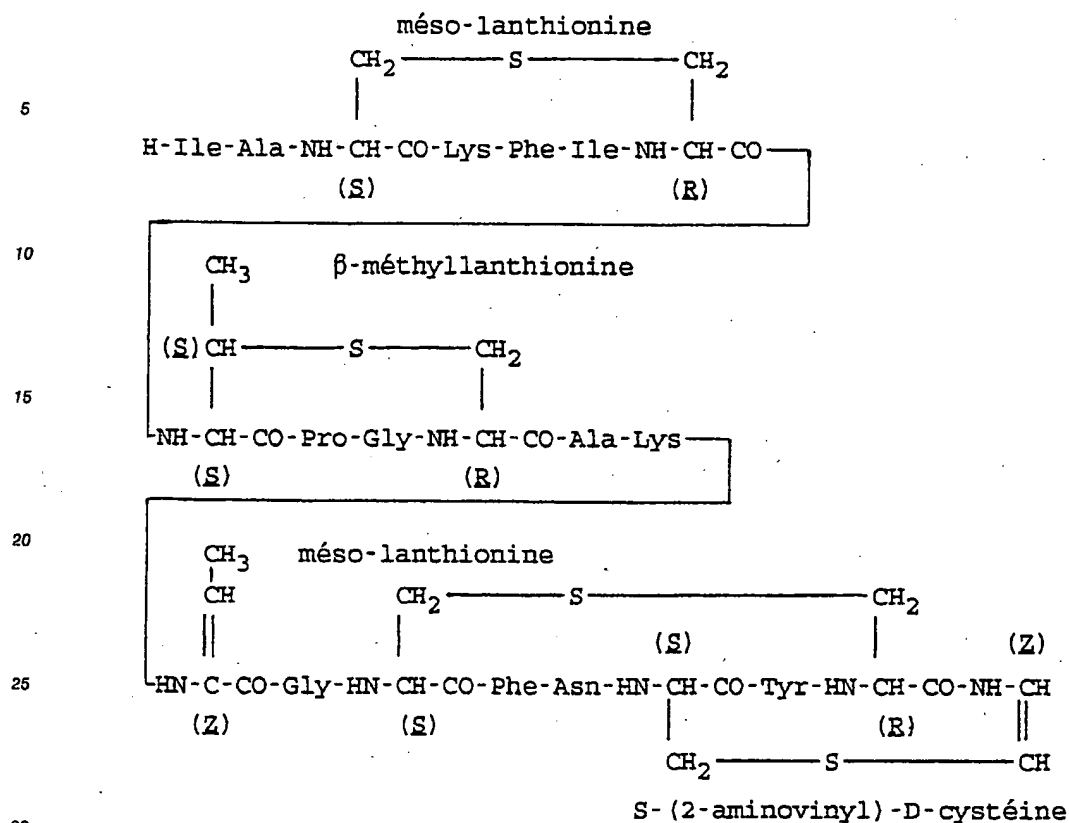 méso-lanthionine
CH2 S CH2
5
H-Ile-Ala-NH-CH-CO-Lys-Phe-Ile-NH-CH-CO
(S) (R)
10
CH3 β-méthyllanthionine
(S) CH S CH2
15
NH-CH-CO-Pro-Gly-NH-CH-CO-Ala-Lys
(S) (R)
20
CH3 méso-lanthionine
CH CH2 S CH2
(S) (Z)
25 HN-C-CO-Gly-HN-CH-CO-Phe-Asn-HN-CH-CO-Tyr-HN-CH-CO-NH-CH
(Z) (S) (R)
CH2 S CH
S-(2-aminovinyl)-D-cystéine